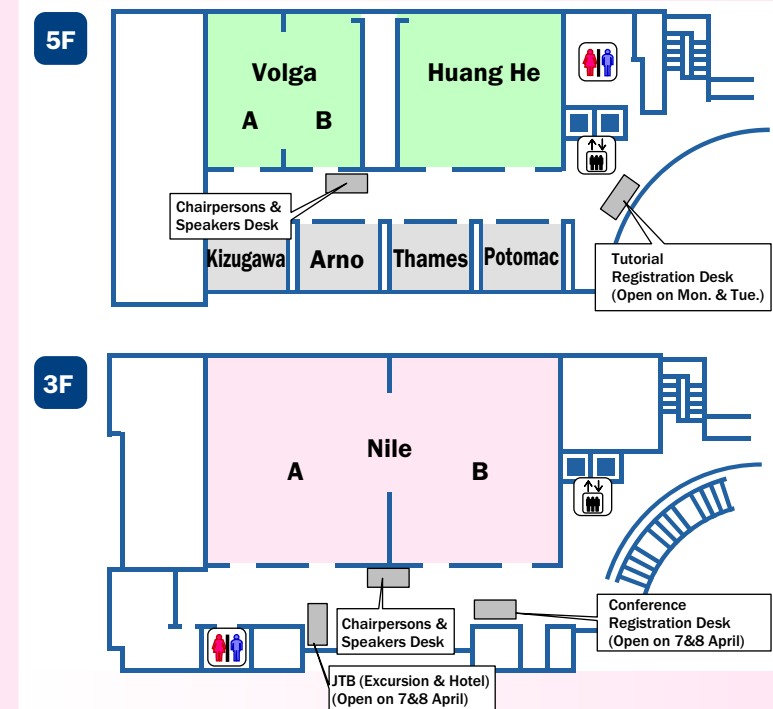 5F
Volga
Huang He
A
B
Chairpersons &
Speakers Desk
Kizugawa
Arno
Thames
Potomac
Tutorial
Registration Desk
(Open on Mon. & Tue.)
3F
Nile
A
B
Chairpersons &
Speakers Desk
Conference
Registration Desk
(Open on 7&8 April)
JTB (Excursion & Hotel)
(Open on 7&8 April)